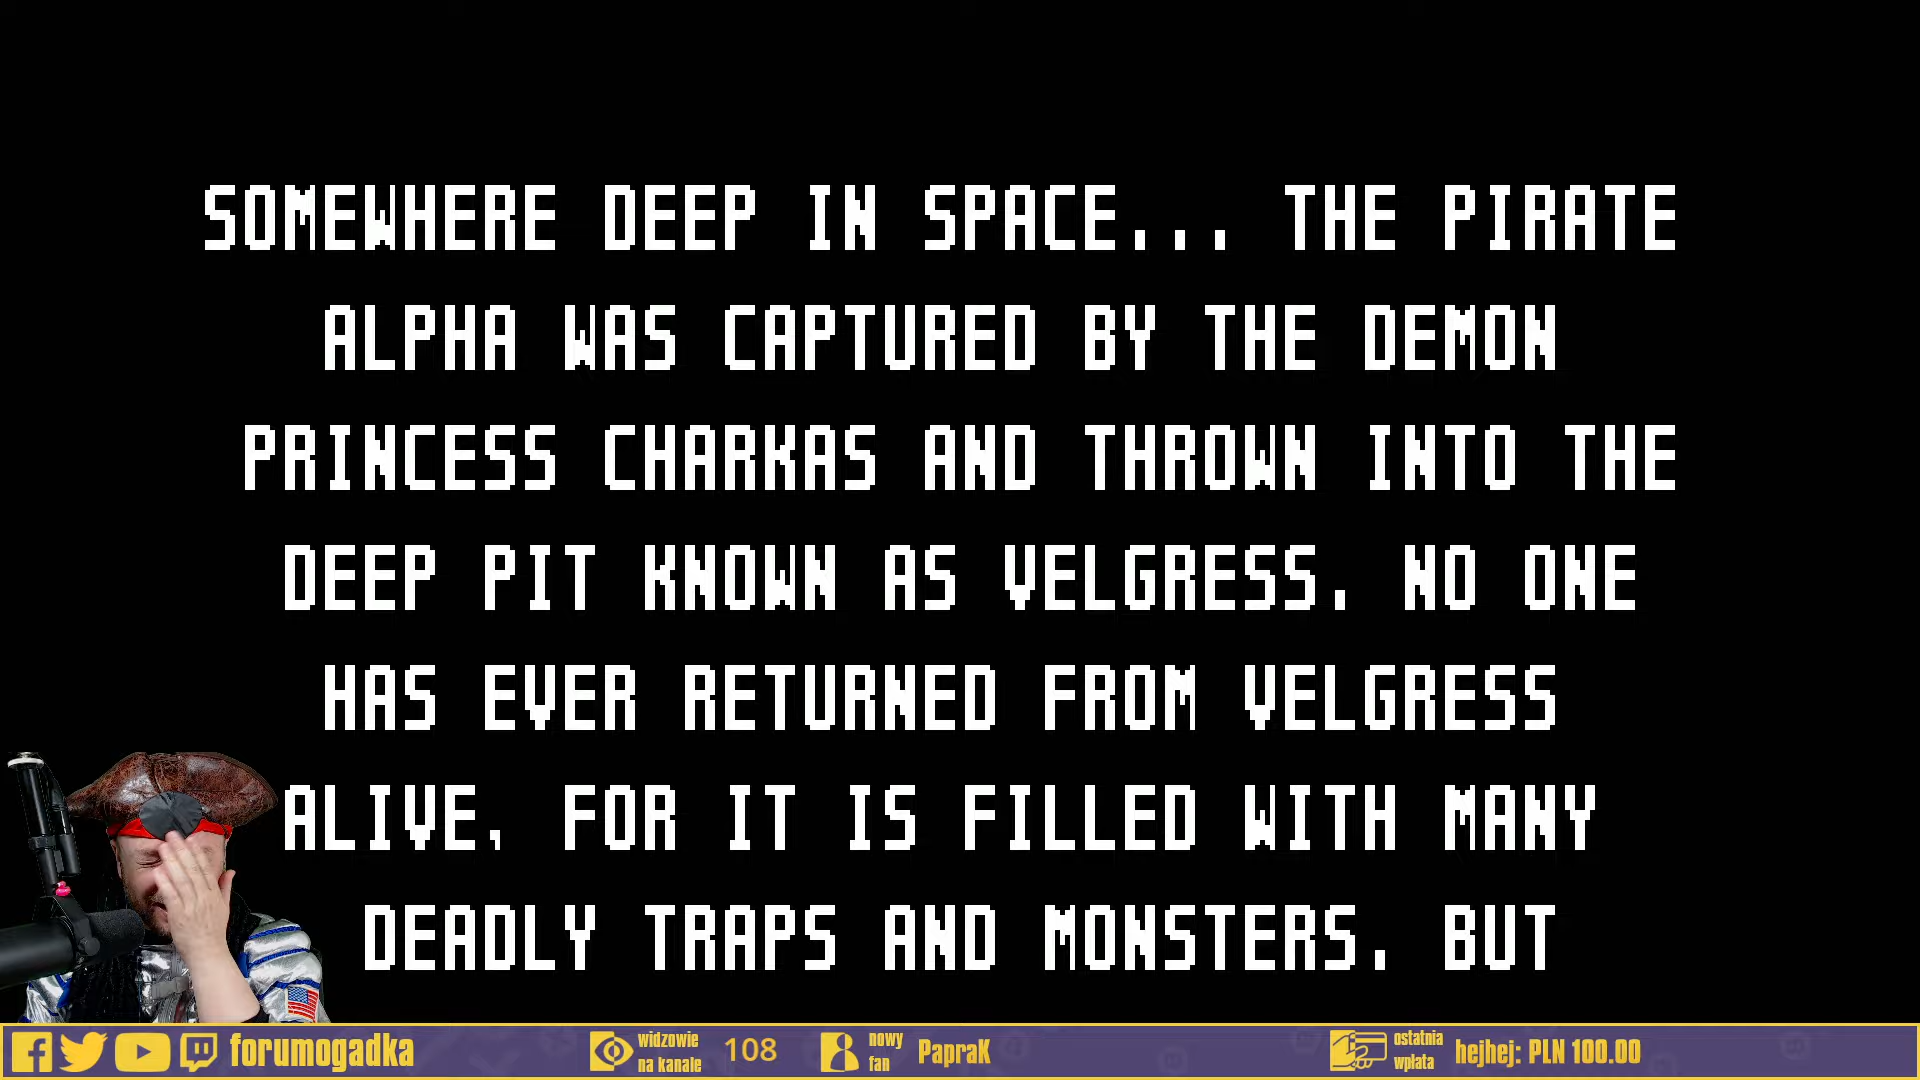 SOMEWHERE DEEP IN SPACE... THE PIRATE
ALPHA WAS CAPTURED BY THE DEMON
PRINCESS CHARKAS AND THROWN INTO THE
DEEP PIT KNOWN AS VELGRESS. NO ONE
HAS EVER RETURNED FROM VELGRESS
ALIVE, FOR IT IS FILLED WITH MANY
DEADLY TRAPS AND MONSTERS. BUT
forumogadka
widzowie
na kanale
108
nowy
fan
PapraK
ostatnia
wpłata
hejhej: PLN 100.00